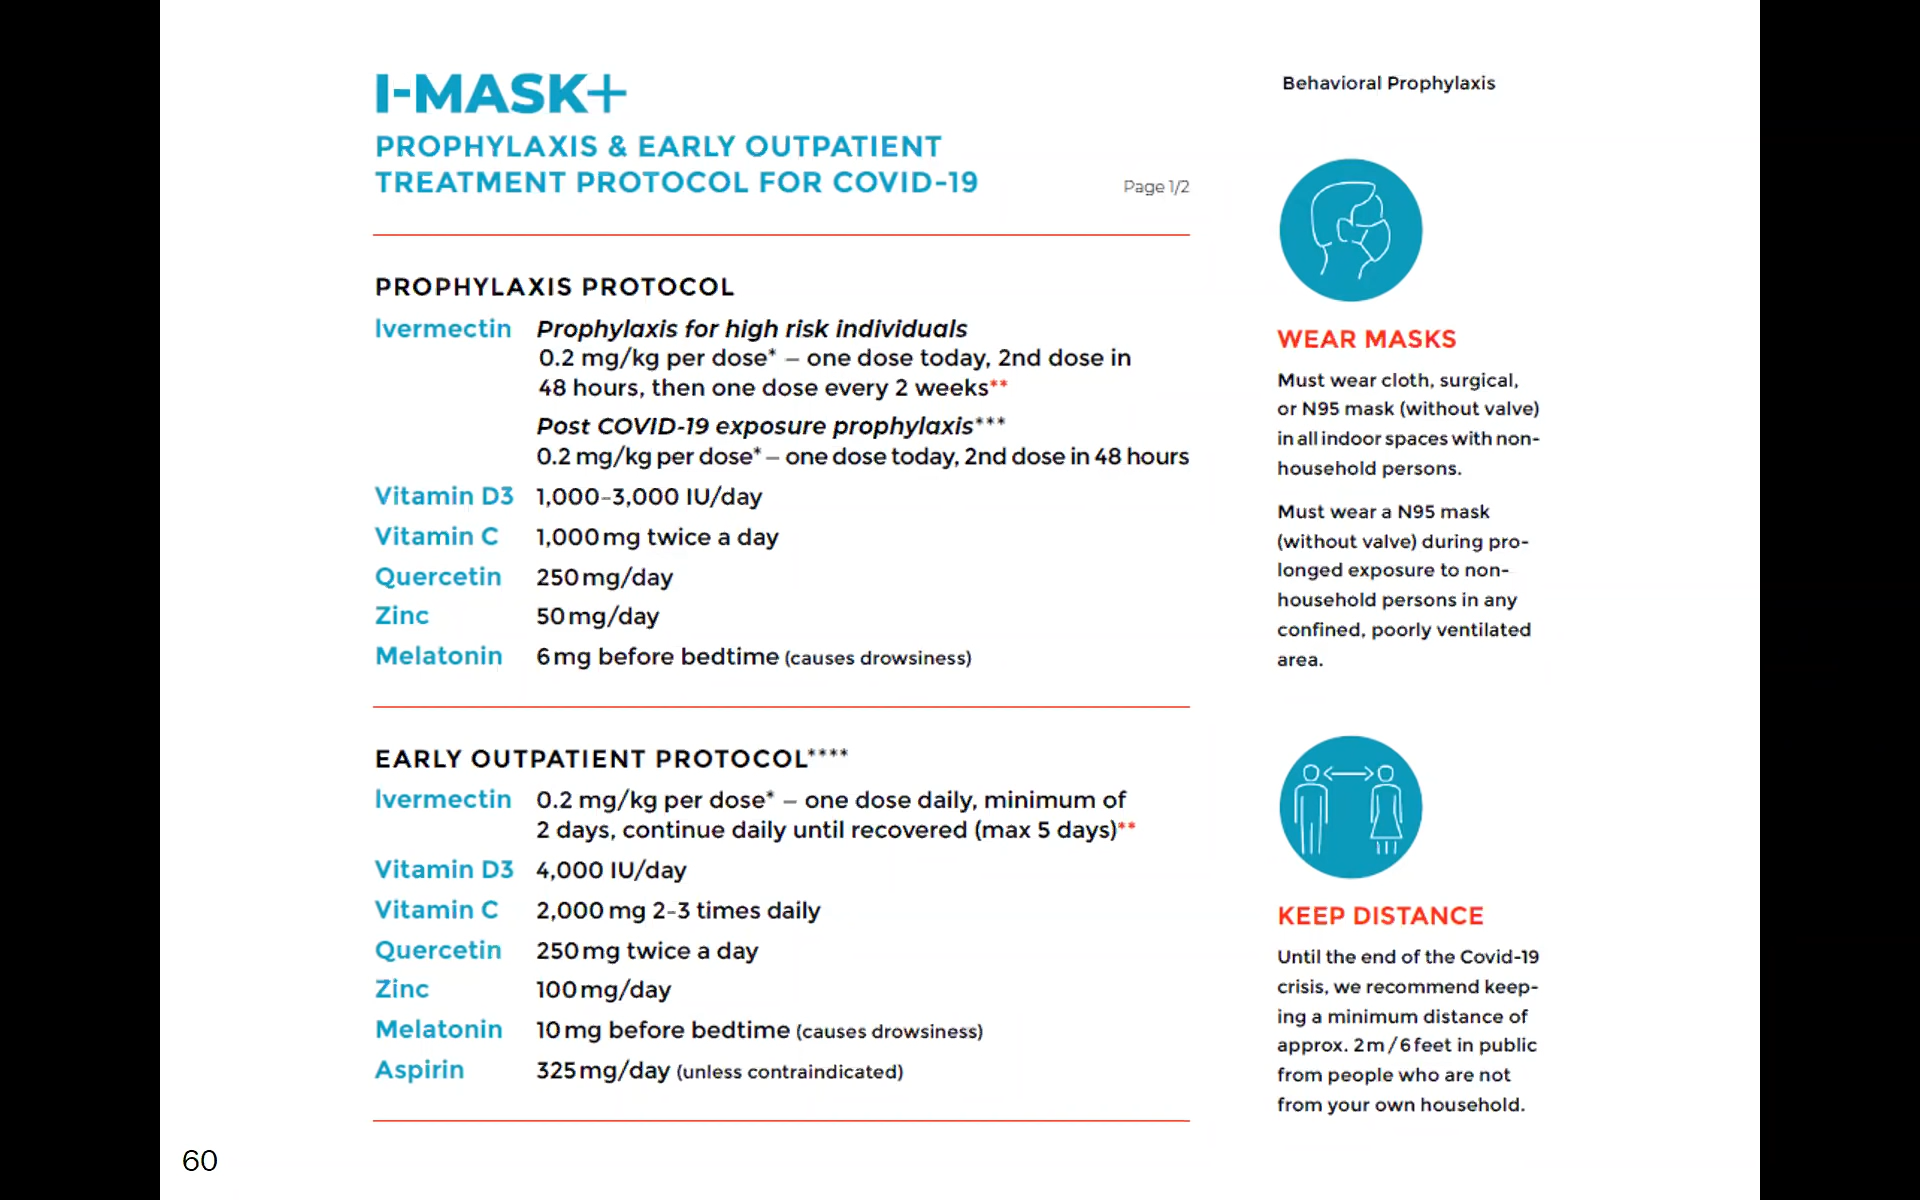 I-MASK+
PROPHYLAXIS & EARLY OUTPATIENT
TREATMENT PROTOCOL FOR COVID-19
Page 1/2
PROPHYLAXIS PROTOCOL
Ivermectin Prophylaxis for high risk individuals
0.2 mg/kg per dose* – one dose today, 2nd dose in
48 hours, then one dose every 2 weeks**
Post COVID-19 exposure prophylaxis***
0.2 mg/kg per dose* – one dose today, 2nd dose in 48 hours
Vitamin D3 1,000–3,000 IU/day
Vitamin C 1,000 mg twice a day
Quercetin 250 mg/day
Zinc 50 mg/day
Melatonin 6 mg before bedtime (causes drowsiness)
EARLY OUTPATIENT PROTOCOL****
Ivermectin 0.2 mg/kg per dose* – one dose daily, minimum of
2 days, continue daily until recovered (max 5 days)**
Vitamin D3 4,000 IU/day
Vitamin C 2,000 mg 2–3 times daily
Quercetin 250 mg twice a day
Zinc 100 mg/day
Melatonin 10 mg before bedtime (causes drowsiness)
Aspirin 325 mg/day (unless contraindicated)
Behavioral Prophylaxis
WEAR MASKS
Must wear cloth, surgical,
or N95 mask (without valve)
in all indoor spaces with non-
household persons.
Must wear a N95 mask
(without valve) during pro-
longed exposure to non-
household persons in any
confined, poorly ventilated
area.
KEEP DISTANCE
Until the end of the Covid-19
crisis, we recommend keep-
ing a minimum distance of
approx. 2 m / 6 feet in public
from people who are not
from your own household.
60